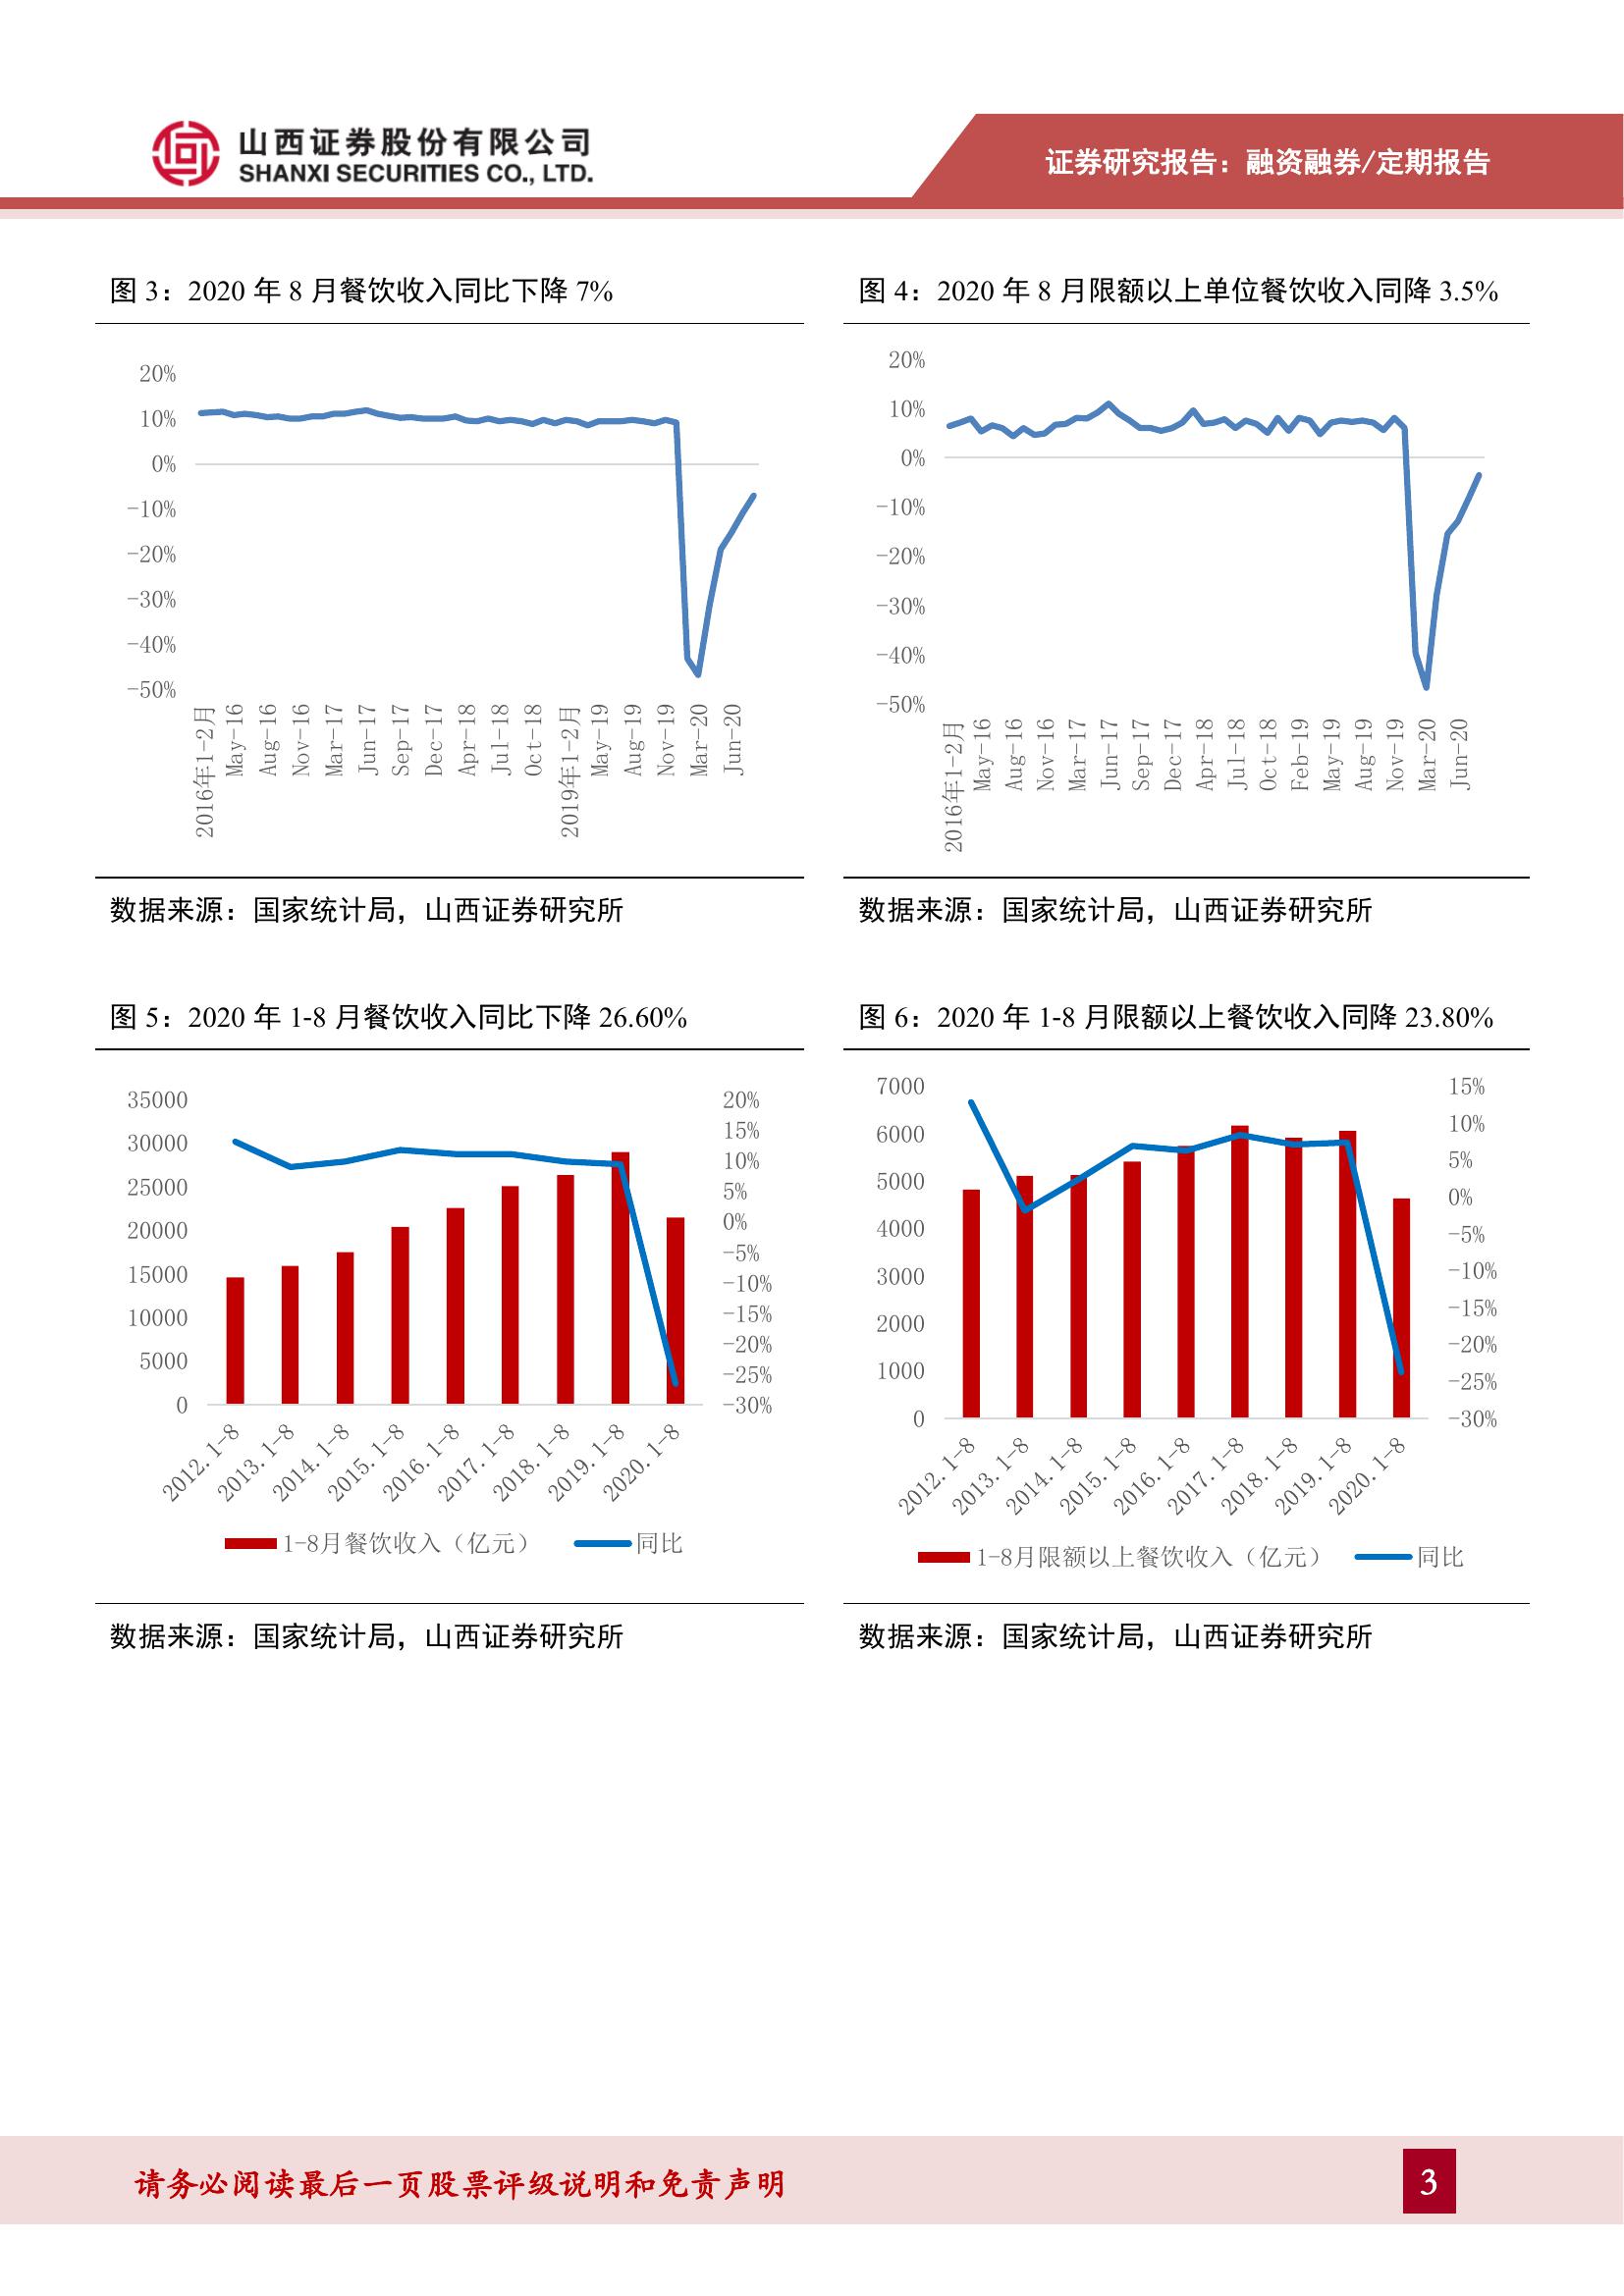 山西证券股份有限公司
SHANXI SECURITIES CO., LTD.
证券研究报告：融资融券/定期报告
图 3：2020 年 8 月餐饮收入同比下降 7%
20%
10%
0%
-10%
-20%
-30%
-40%
-50%
2016年1-2月
May-16
Aug-16
Nov-16
Mar-17
Jun-17
Sep-17
Dec-17
Apr-18
Jul-18
Oct-18
2019年1-2月
May-19
Aug-19
Nov-19
Mar-20
Jun-20
数据来源：国家统计局，山西证券研究所
图 4：2020 年 8 月限额以上单位餐饮收入同降 3.5%
20%
10%
0%
-10%
-20%
-30%
-40%
-50%
2016年1-2月
May-16
Aug-16
Nov-16
Mar-17
Jun-17
Sep-17
Dec-17
Apr-18
Jul-18
Oct-18
Feb-19
May-19
Aug-19
Nov-19
Mar-20
Jun-20
数据来源：国家统计局，山西证券研究所
图 5：2020 年 1-8 月餐饮收入同比下降 26.60%
35000
30000
25000
20000
15000
10000
5000
0
20%
15%
10%
5%
0%
-5%
-10%
-15%
-20%
-25%
-30%
2012.1-8
2013.1-8
2014.1-8
2015.1-8
2016.1-8
2017.1-8
2018.1-8
2019.1-8
2020.1-8
1-8月餐饮收入（亿元） 同比
数据来源：国家统计局，山西证券研究所
图 6：2020 年 1-8 月限额以上餐饮收入同降 23.80%
7000
6000
5000
4000
3000
2000
1000
0
15%
10%
5%
0%
-5%
-10%
-15%
-20%
-25%
-30%
2012.1-8
2013.1-8
2014.1-8
2015.1-8
2016.1-8
2017.1-8
2018.1-8
2019.1-8
2020.1-8
1-8月限额以上餐饮收入（亿元） 同比
数据来源：国家统计局，山西证券研究所
请务必阅读最后一页股票评级说明和免责声明
3